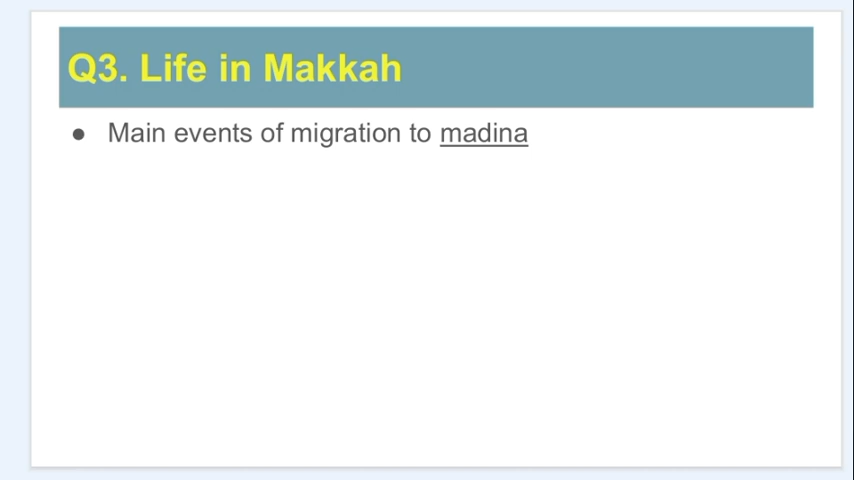 Q3. Life in Makkah
● Main events of migration to madina